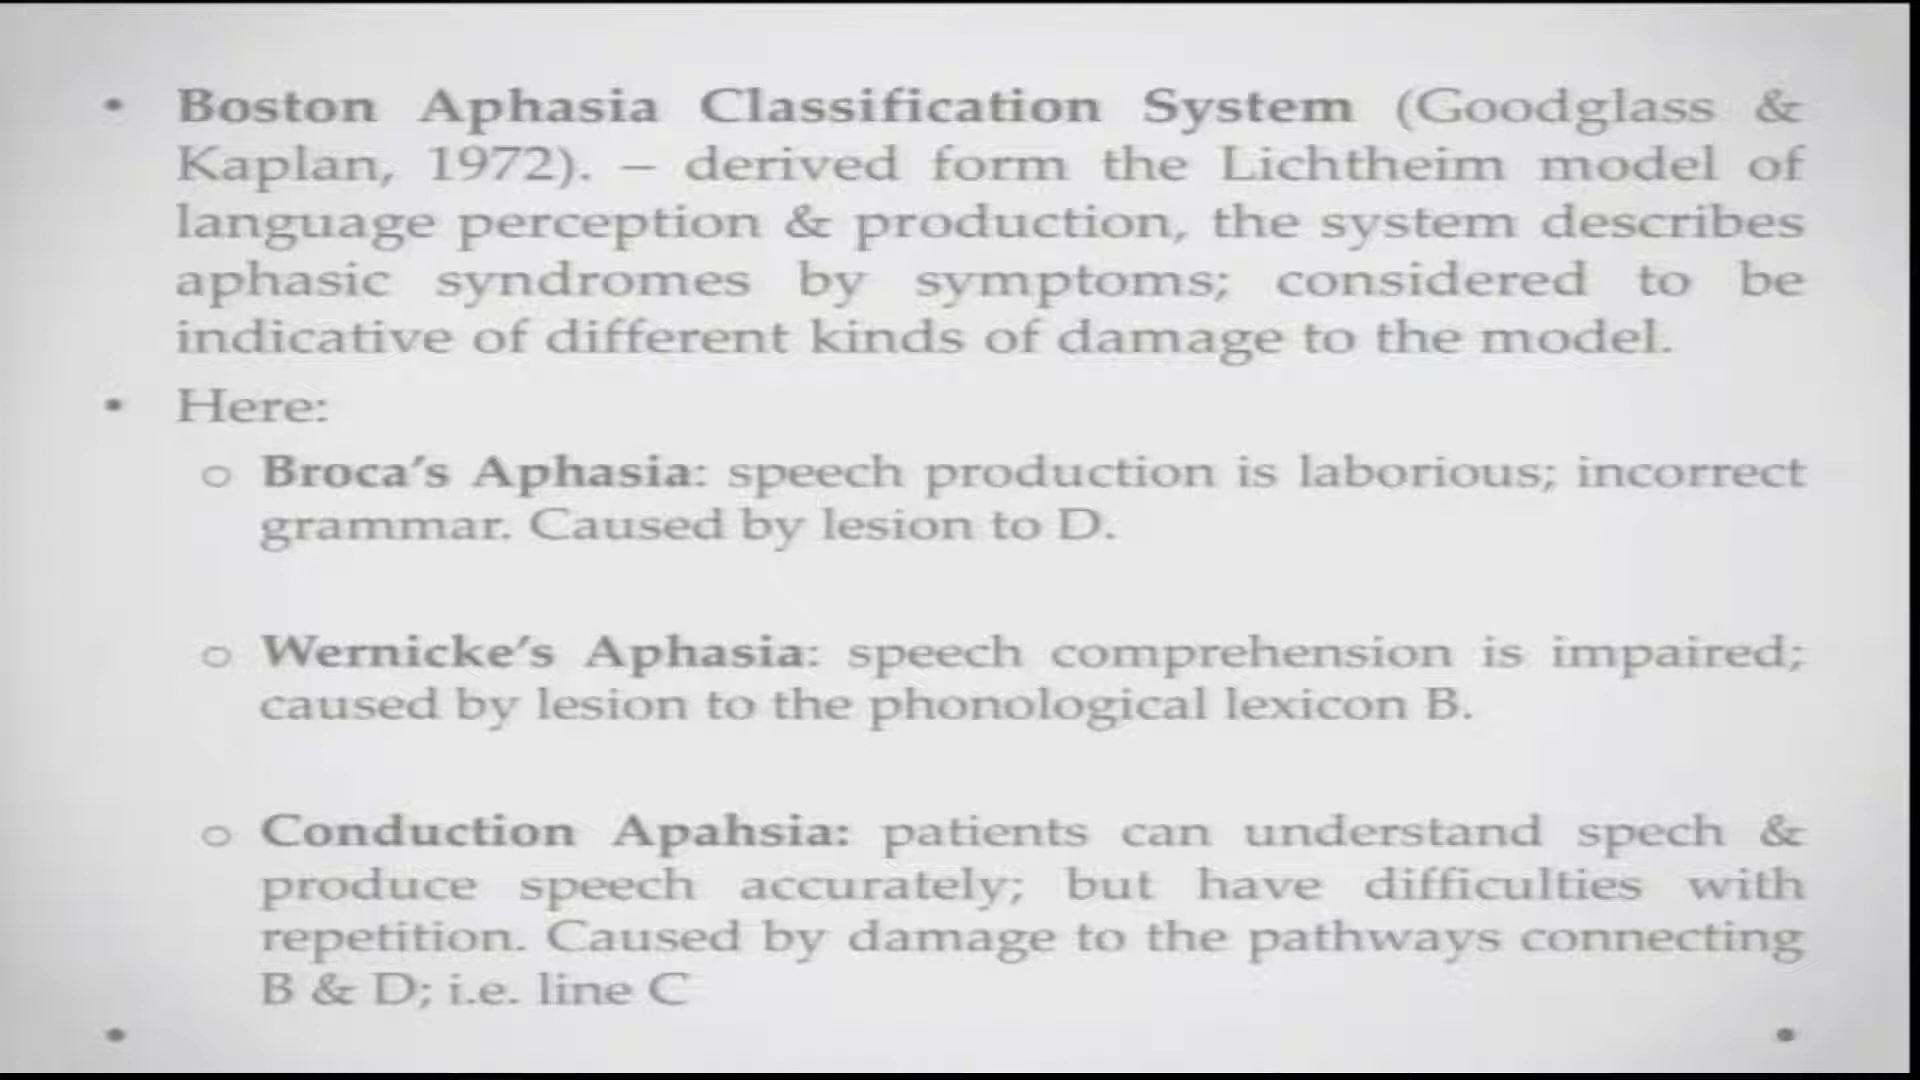 • Boston Aphasia Classification System (Goodglass &
Kaplan, 1972). – derived form the Lichtheim model of
language perception & production, the system describes
aphasic syndromes by symptoms; considered to be
indicative of different kinds of damage to the model.
• Here:
o Broca's Aphasia: speech production is laborious; incorrect
grammar. Caused by lesion to D.
o Wernicke's Aphasia: speech comprehension is impaired;
caused by lesion to the phonological lexicon B.
o Conduction Apahsia: patients can understand spech &
produce speech accurately; but have difficulties with
repetition. Caused by damage to the pathways connecting
B & D; i.e. line C